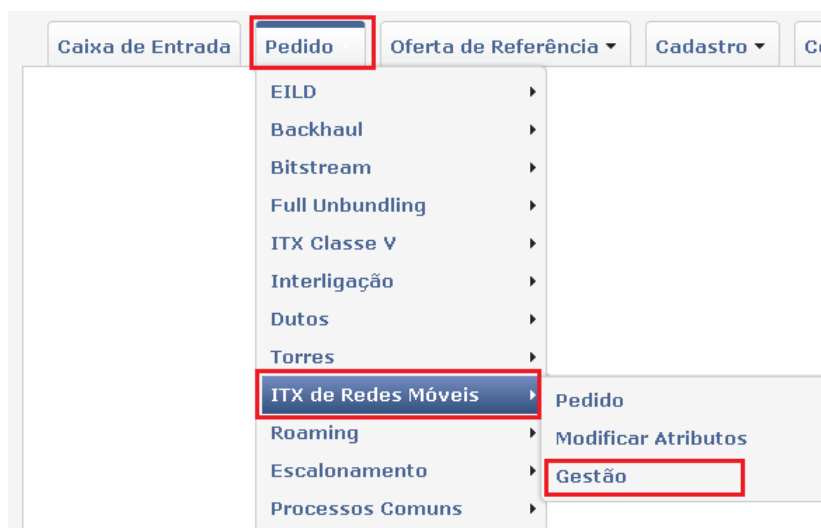 Caixa de Entrada Pedido Oferta de Referência Cadastro
EILD
Backhaul
Bitstream
Full Unbundling
ITX Classe V
Interligação
Dutos
Torres
ITX de Redes Móveis
Pedido
Roaming
Modificar Atributos
Escalonamento
Gestão
Processos Comuns